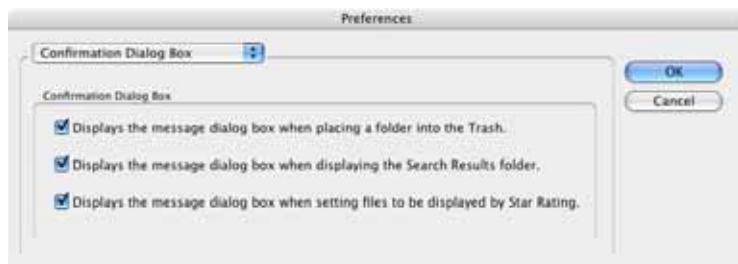 Preferences
Confirmation Dialog Box
OK
Cancel
Confirmation Dialog Box
Displays the message dialog box when placing a folder into the Trash.
Displays the message dialog box when displaying the Search Results folder.
Displays the message dialog box when setting files to be displayed by Star Rating.